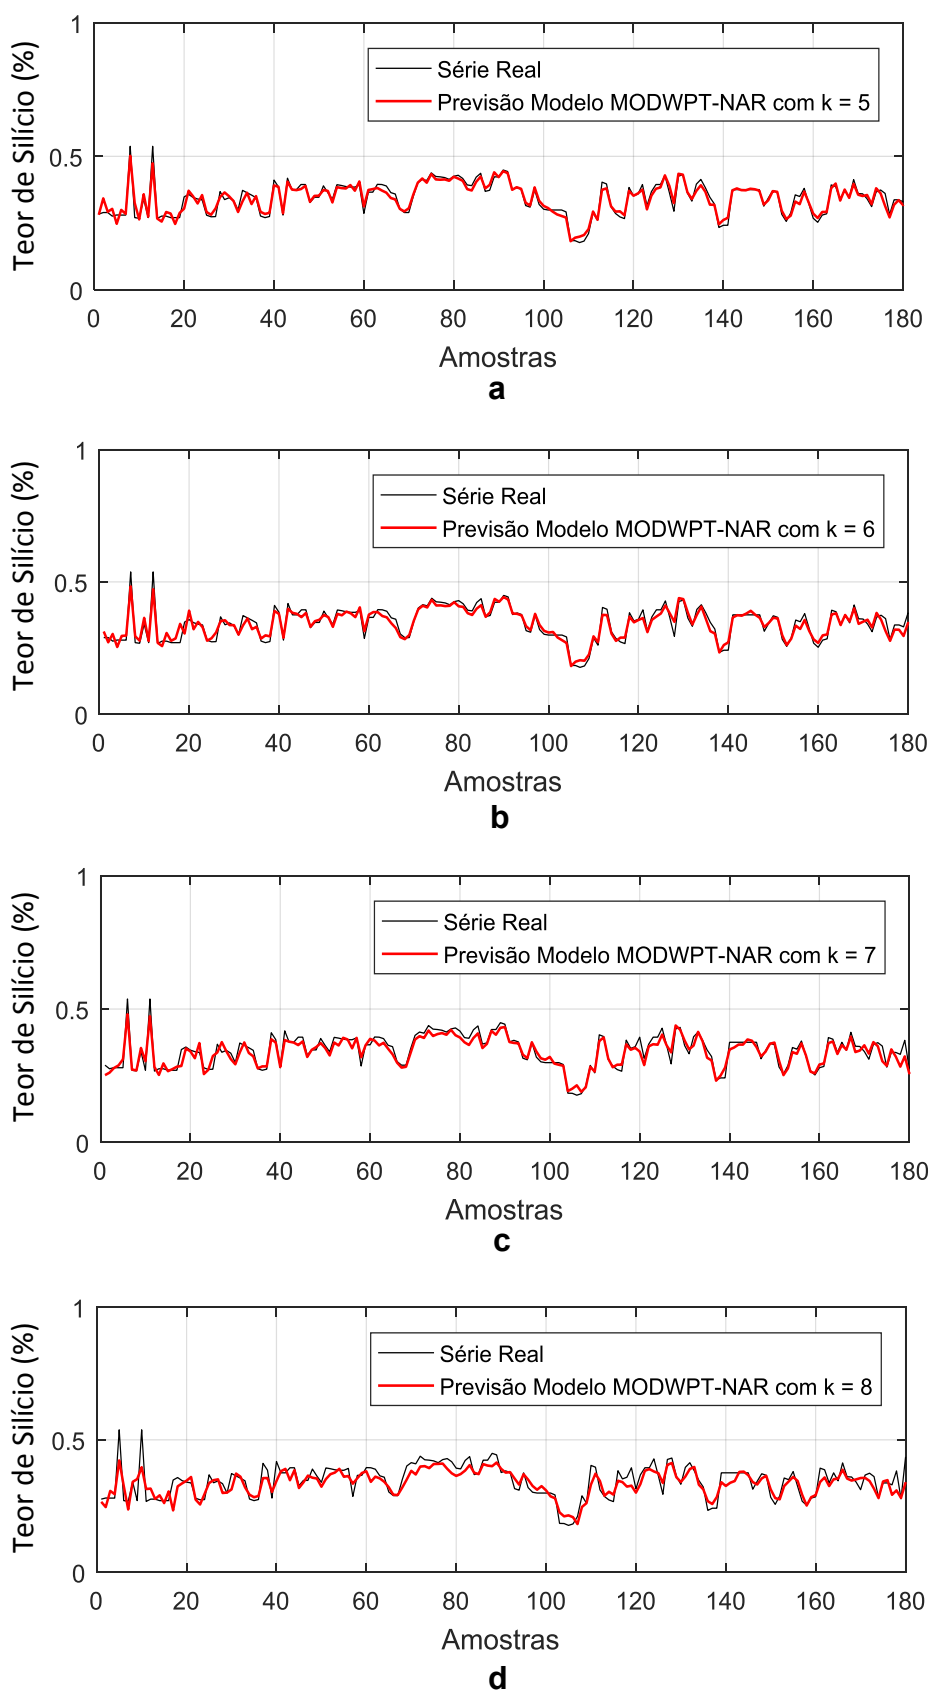 1
Teor de Silício (%)
Série Real
Previsão Modelo MODWPT-NAR com k = 5
0.5
0
0 20 40 60 80 100 120 140 160 180
Amostras
a
1
Teor de Silício (%)
Série Real
Previsão Modelo MODWPT-NAR com k = 6
0.5
0
0 20 40 60 80 100 120 140 160 180
Amostras
b
1
Teor de Silício (%)
Série Real
Previsão Modelo MODWPT-NAR com k = 7
0.5
0
0 20 40 60 80 100 120 140 160 180
Amostras
c
1
Teor de Silício (%)
Série Real
Previsão Modelo MODWPT-NAR com k = 8
0.5
0
0 20 40 60 80 100 120 140 160 180
Amostras
d